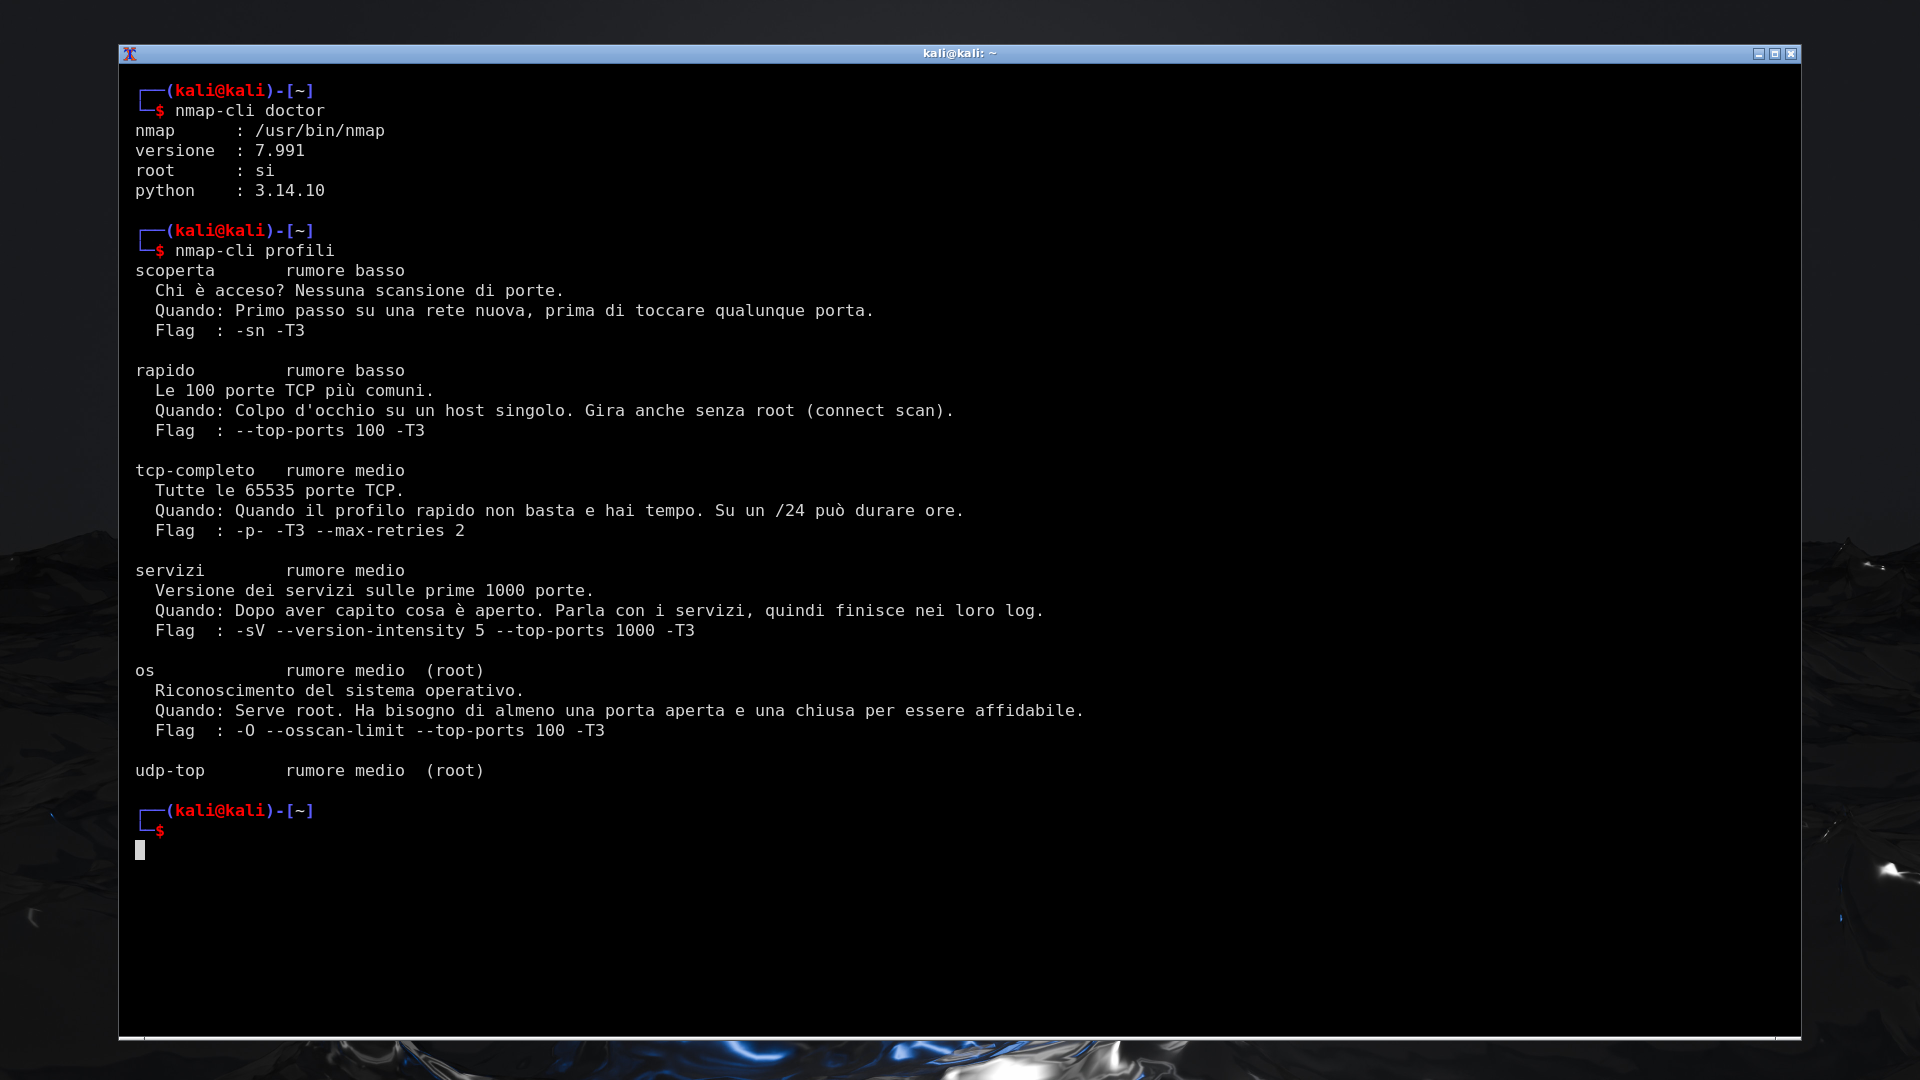 kali@kali: ~
┌──(kali@kali)-[~]
└─$ nmap-cli doctor
nmap      : /usr/bin/nmap
versione  : 7.991
root      : si
python    : 3.14.10
┌──(kali@kali)-[~]
└─$ nmap-cli profili
scoperta       rumore basso
  Chi è acceso? Nessuna scansione di porte.
  Quando: Primo passo su una rete nuova, prima di toccare qualunque porta.
  Flag  : -sn -T3
rapido         rumore basso
  Le 100 porte TCP più comuni.
  Quando: Colpo d'occhio su un host singolo. Gira anche senza root (connect scan).
  Flag  : --top-ports 100 -T3
tcp-completo   rumore medio
  Tutte le 65535 porte TCP.
  Quando: Quando il profilo rapido non basta e hai tempo. Su un /24 può durare ore.
  Flag  : -p- -T3 --max-retries 2
servizi        rumore medio
  Versione dei servizi sulle prime 1000 porte.
  Quando: Dopo aver capito cosa è aperto. Parla con i servizi, quindi finisce nei loro log.
  Flag  : -sV --version-intensity 5 --top-ports 1000 -T3
os             rumore medio  (root)
  Riconoscimento del sistema operativo.
  Quando: Serve root. Ha bisogno di almeno una porta aperta e una chiusa per essere affidabile.
  Flag  : -O --osscan-limit --top-ports 100 -T3
udp-top        rumore medio  (root)
┌──(kali@kali)-[~]
└─$